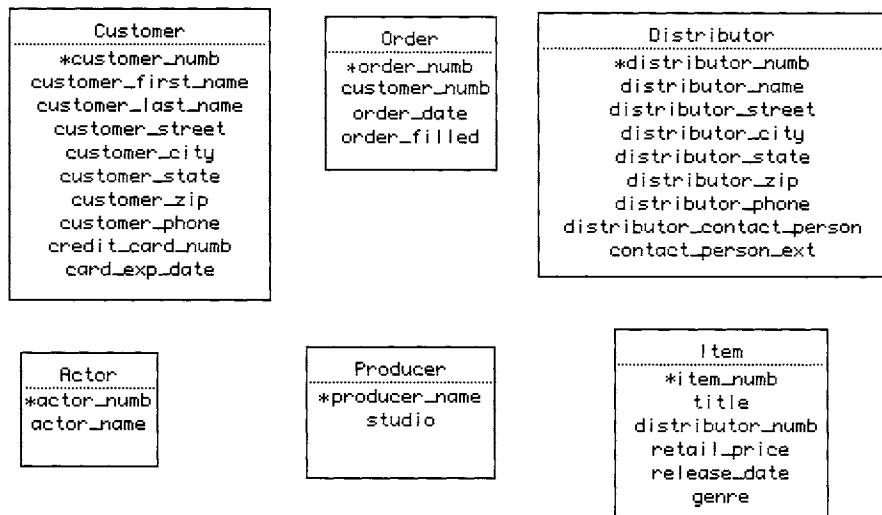 Customer
*customer_numb
customer_first_name
customer_last_name
customer_street
customer_city
customer_state
customer_zip
customer_phone
credit_card_numb
card_exp_date
Order
*order_numb
customer_numb
order_date
order_filled
Distributor
*distributor_numb
distributor_name
distributor_street
distributor_city
distributor_state
distributor_zip
distributor_phone
distributor_contact_person
contact_person_ext
Actor
*actor_numb
actor_name
Producer
*producer_name
studio
Item
*item_numb
title
distributor_numb
retail_price
release_date
genre